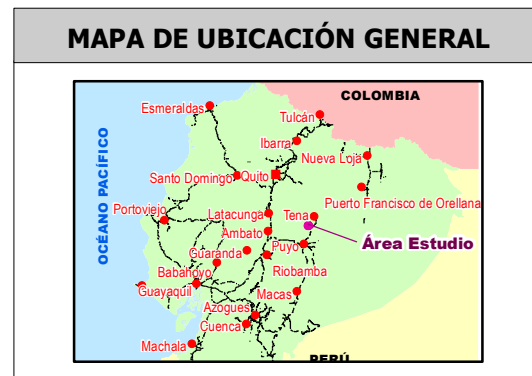 MAPA DE UBICACIÓN GENERAL
COLOMBIA
Esmeraldas
Tulcán
Ibarra
Nueva Loja
OCÉANO PACÍFICO
Santo Domingo
Quito
Puerto Francisco de Orellana
Portoviejo
Latacunga
Tena
Ambato
Área Estudio
Guaranda
Puyo
Babahoyo
Riobamba
Guayaquil
Macas
Azogues
Cuenca
Machala
PERÚ